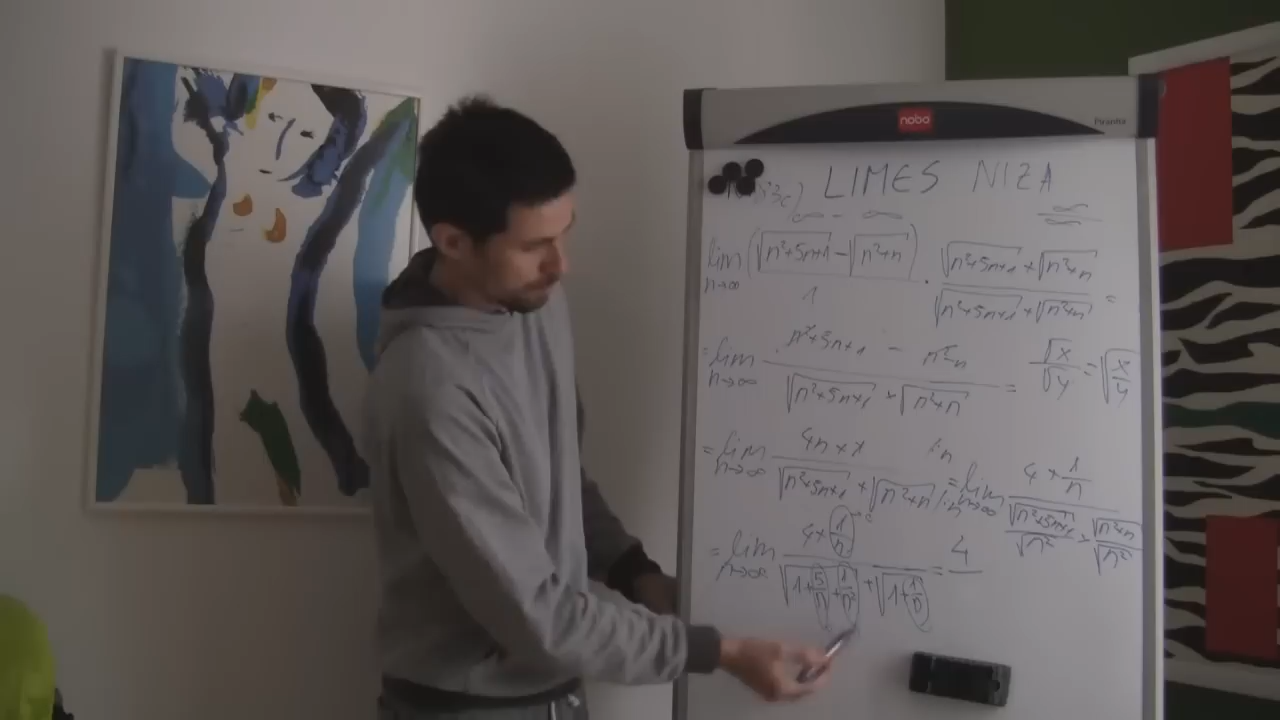 nobo
Piranha
LIMES NIZA
∞ - ∞
∞
lim n→∞ (√(n²+5n+1) - √(n²+n)) / 1 · (√(n²+5n+1) + √(n²+n)) / (√(n²+5n+1) + √(n²+n)) =
= lim n→∞ (n²+5n+1 - n²-n) / (√(n²+5n+1) + √(n²+n)) =
√x/√y = √(x/y)
= lim n→∞ (4n+1) / (√(n²+5n+1) + √(n²+n)) :n :n = lim n→∞ (4+1/n) / (√(n²+5n+1)/√n² + √(n²+n)/√n²)
= lim n→∞ (4+1/n) / (√(1+5/n+1/n²) + √(1+1/n)) = 4